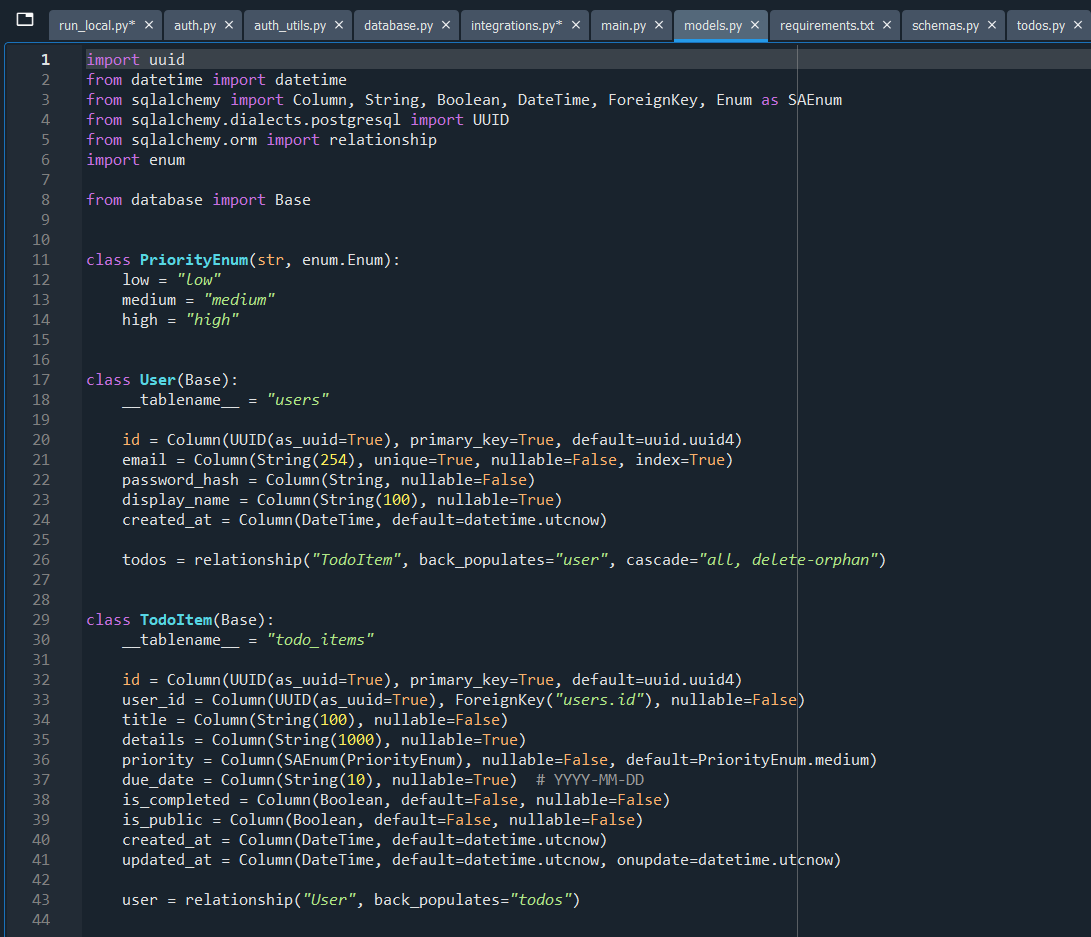 run_local.py* auth.py auth_utils.py database.py integrations.py* main.py models.py requirements.txt schemas.py todos.py
1 import uuid
2 from datetime import datetime
3 from sqlalchemy import Column, String, Boolean, DateTime, ForeignKey, Enum as SAEnum
4 from sqlalchemy.dialects.postgresql import UUID
5 from sqlalchemy.orm import relationship
6 import enum
7
8 from database import Base
9
10
11 class PriorityEnum(str, enum.Enum):
12     low = "low"
13     medium = "medium"
14     high = "high"
15
16
17 class User(Base):
18     __tablename__ = "users"
19
20     id = Column(UUID(as_uuid=True), primary_key=True, default=uuid.uuid4)
21     email = Column(String(254), unique=True, nullable=False, index=True)
22     password_hash = Column(String, nullable=False)
23     display_name = Column(String(100), nullable=True)
24     created_at = Column(DateTime, default=datetime.utcnow)
25
26     todos = relationship("TodoItem", back_populates="user", cascade="all, delete-orphan")
27
28
29 class TodoItem(Base):
30     __tablename__ = "todo_items"
31
32     id = Column(UUID(as_uuid=True), primary_key=True, default=uuid.uuid4)
33     user_id = Column(UUID(as_uuid=True), ForeignKey("users.id"), nullable=False)
34     title = Column(String(100), nullable=False)
35     details = Column(String(1000), nullable=True)
36     priority = Column(SAEnum(PriorityEnum), nullable=False, default=PriorityEnum.medium)
37     due_date = Column(String(10), nullable=True)  # YYYY-MM-DD
38     is_completed = Column(Boolean, default=False, nullable=False)
39     is_public = Column(Boolean, default=False, nullable=False)
40     created_at = Column(DateTime, default=datetime.utcnow)
41     updated_at = Column(DateTime, default=datetime.utcnow, onupdate=datetime.utcnow)
42
43     user = relationship("User", back_populates="todos")
44